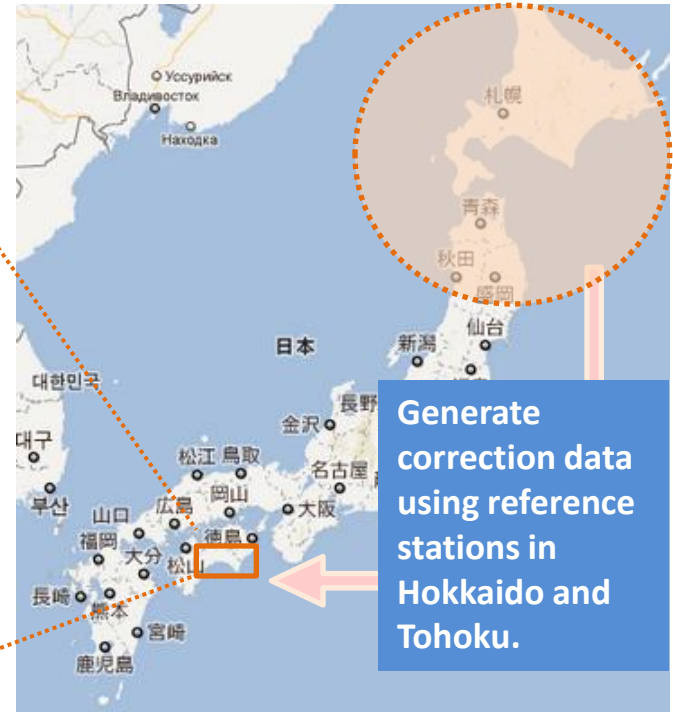 Уссурийск
Владивосток
Находка
札幌
青森
秋田
盛岡
仙台
新潟
日本
대한민국
長野
金沢
대구
松江 鳥取
名古屋
부산
山口
広島
岡山
大阪
福岡
徳島
大分
松山
長崎
熊本
宮崎
鹿児島
Generate
correction data
using reference
stations in
Hokkaido and
Tohoku.